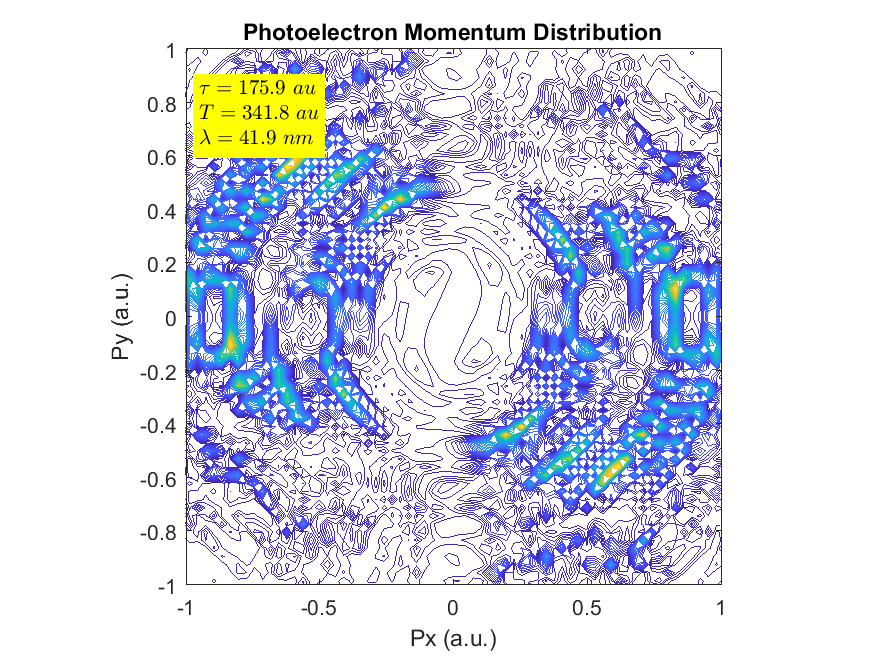 Photoelectron Momentum Distribution
1
0.8
0.6
0.4
0.2
0
-0.2
-0.4
-0.6
-0.8
-1
τ = 175.9 au
T = 341.8 au
λ = 41.9 nm
Py (a.u.)
-1
-0.5
0
0.5
1
Px (a.u.)